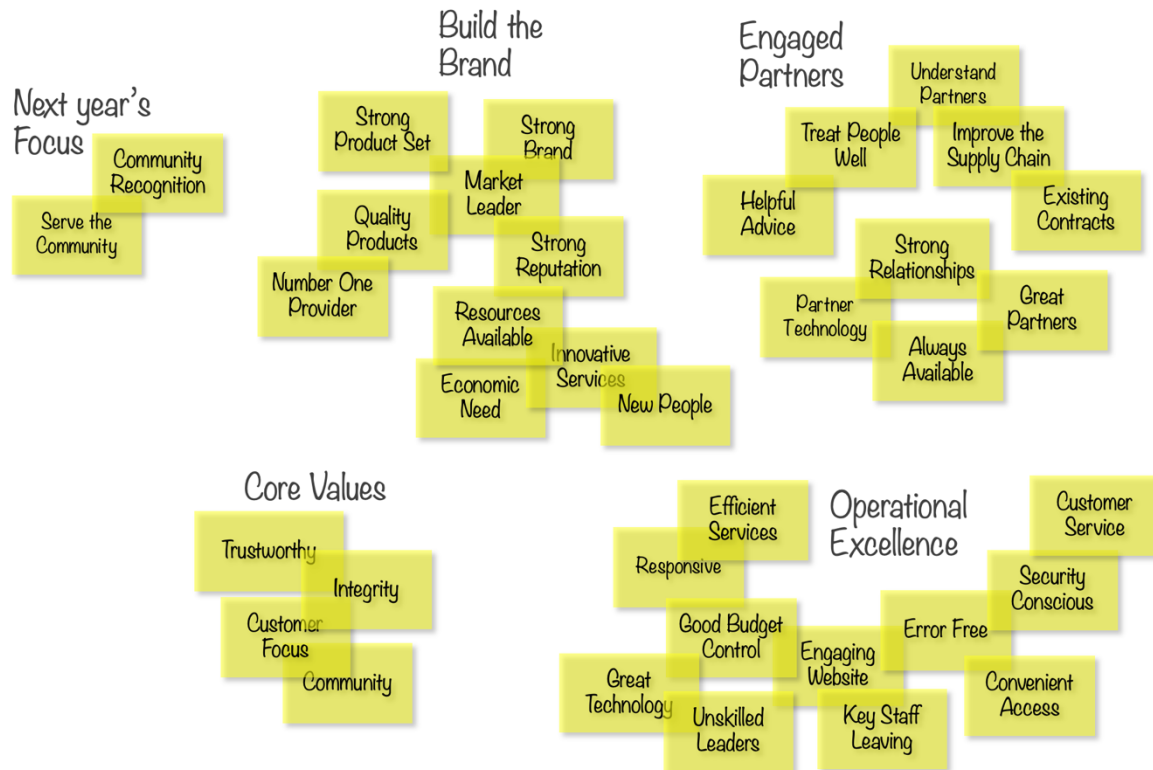 Next year's
Focus
Community
Recognition
Serve the
Community
Build the
Brand
Strong
Product Set
Strong
Brand
Market
Leader
Quality
Products
Strong
Reputation
Number One
Provider
Resources
Available
Innovative
Services
Economic
Need
New People
Engaged
Partners
Understand
Partners
Treat People
Well
Improve the
Supply Chain
Helpful
Advice
Existing
Contracts
Strong
Relationships
Partner
Technology
Great
Partners
Always
Available
Core Values
Trustworthy
Integrity
Customer
Focus
Community
Operational
Excellence
Efficient
Services
Responsive
Customer
Service
Security
Conscious
Good Budget
Control
Engaging
Website
Error Free
Great
Technology
Unskilled
Leaders
Key Staff
Leaving
Convenient
Access